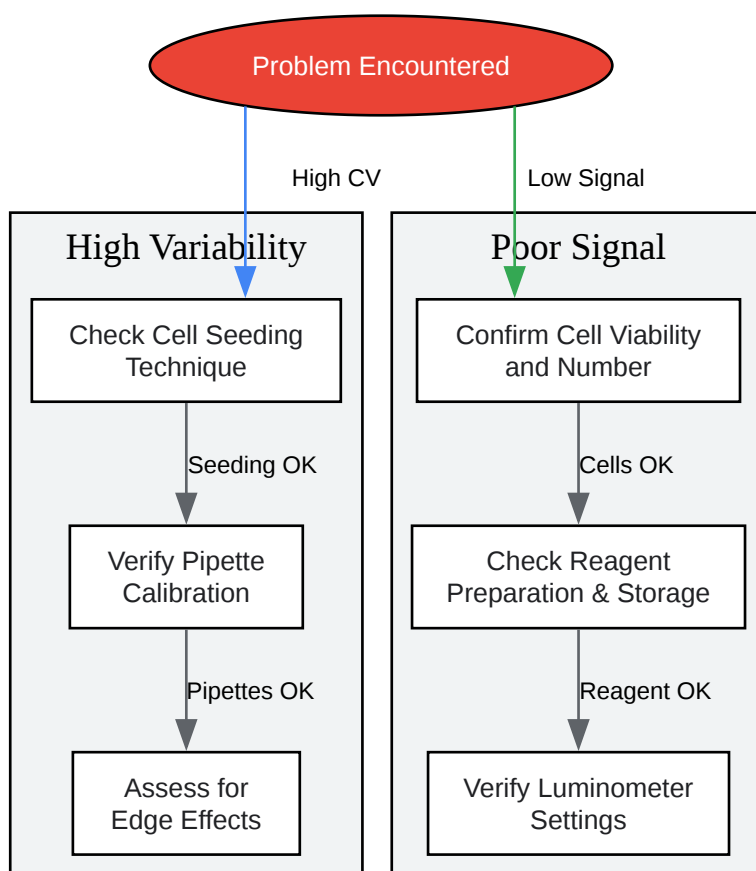 Problem Encountered
High CV
Low Signal
High Variability
Check Cell Seeding
Technique
Seeding OK
Verify Pipette
Calibration
Pipettes OK
Assess for
Edge Effects
Poor Signal
Confirm Cell Viability
and Number
Cells OK
Check Reagent
Preparation & Storage
Reagent OK
Verify Luminometer
Settings